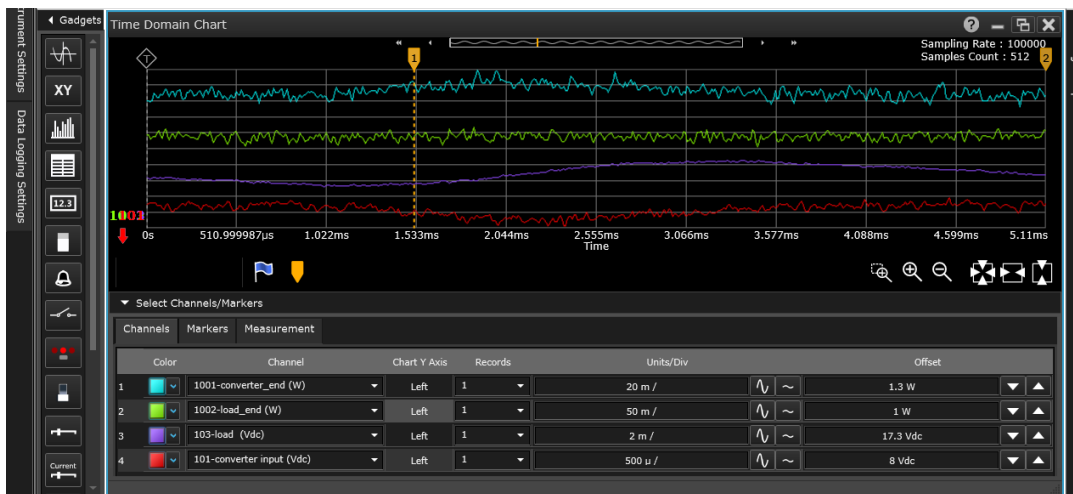 Gadgets
Time Domain Chart
Sampling Rate : 100000
Samples Count : 512
T
1
2
Instrument Settings
Data Logging Settings
XY
12.3
Current
0s 510.999987µs 1.022ms 1.533ms 2.044ms 2.555ms 3.066ms 3.577ms 4.088ms 4.599ms 5.11ms
Time
Select Channels/Markers
Channels Markers Measurement
Color Channel Chart Y Axis Records Units/Div Offset
1 1001-converter_end (W) Left 1 20 m / 1.3 W
2 1002-load_end (W) Left 1 50 m / 1 W
3 103-load (Vdc) Left 1 2 m / 17.3 Vdc
4 101-converter input (Vdc) Left 1 500 µ / 8 Vdc